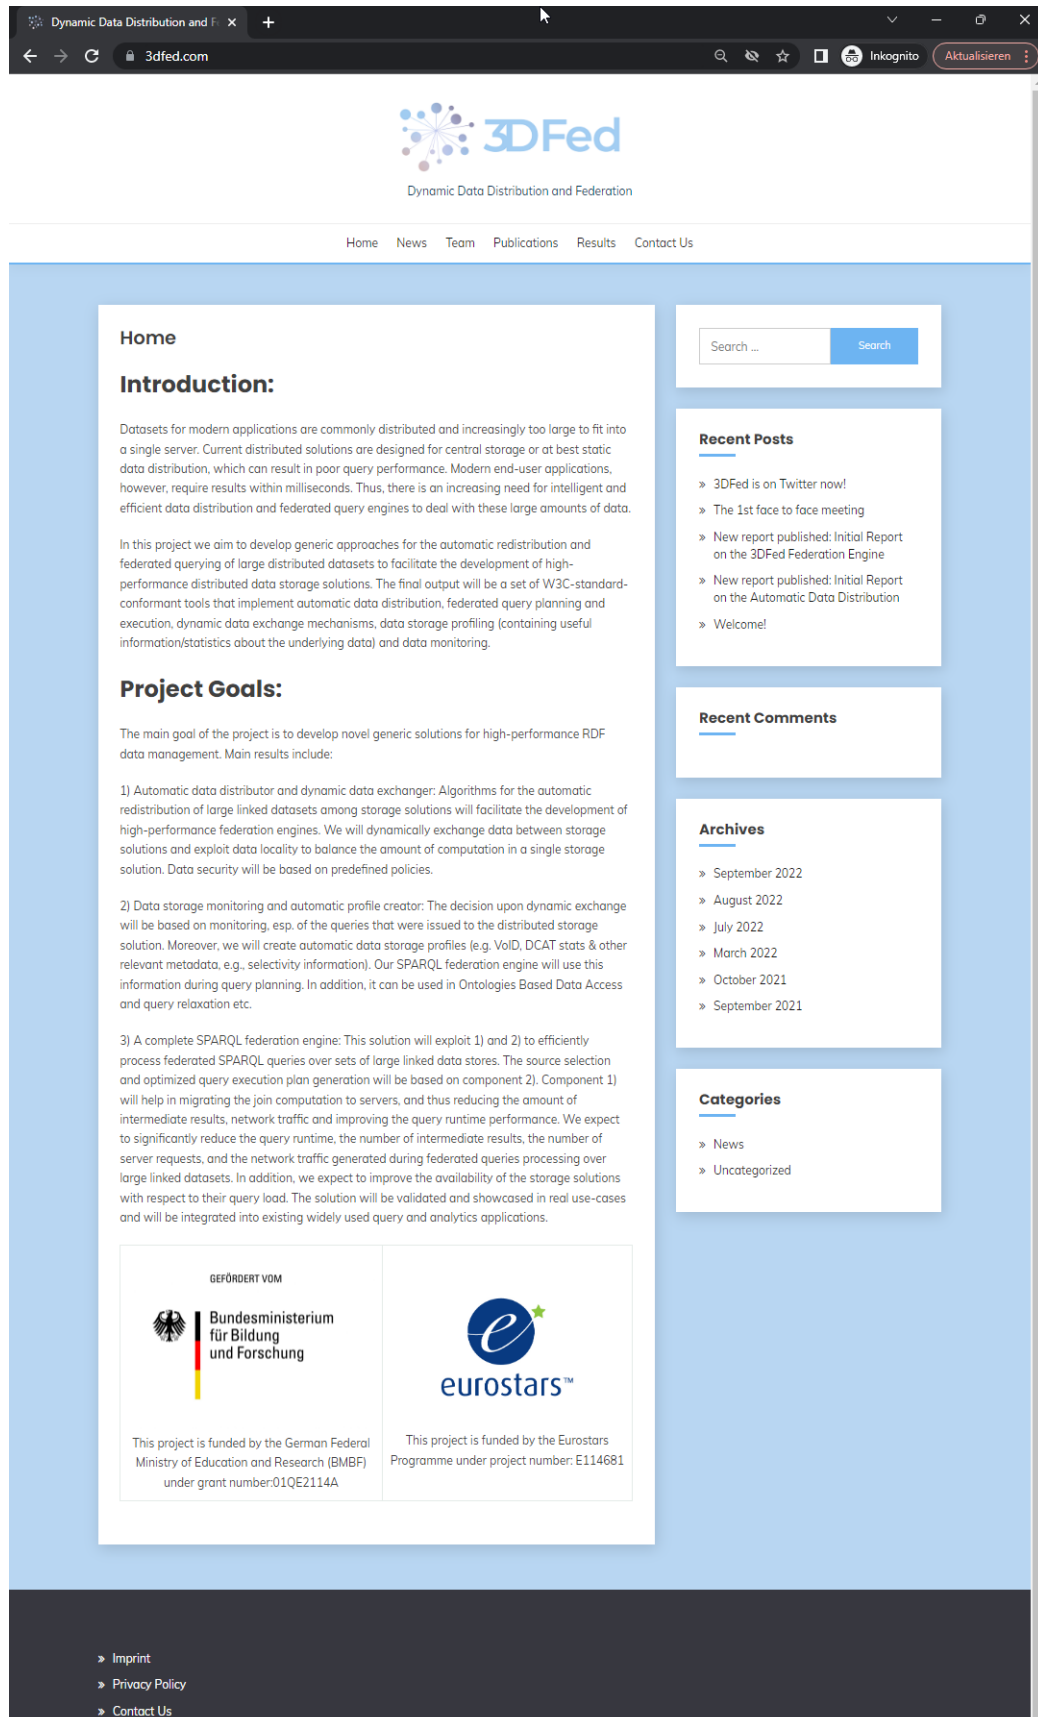 Dynamic Data Distribution and F
3dfed.com
Inkognito
Aktualisieren
3DFed
Dynamic Data Distribution and Federation
Home News Team Publications Results Contact Us
Home
Introduction:
Datasets for modern applications are commonly distributed and increasingly too large to fit into
a single server. Current distributed solutions are designed for central storage or at best static
data distribution, which can result in poor query performance. Modern end-user applications,
however, require results within milliseconds. Thus, there is an increasing need for intelligent and
efficient data distribution and federated query engines to deal with these large amounts of data.
In this project we aim to develop generic approaches for the automatic redistribution and
federated querying of large distributed datasets to facilitate the development of high-
performance distributed data storage solutions. The final output will be a set of W3C-standard-
conformant tools that implement automatic data distribution, federated query planning and
execution, dynamic data exchange mechanisms, data storage profiling (containing useful
information/statistics about the underlying data) and data monitoring.
Project Goals:
The main goal of the project is to develop novel generic solutions for high-performance RDF
data management. Main results include:
1) Automatic data distributor and dynamic data exchanger: Algorithms for the automatic
redistribution of large linked datasets among storage solutions will facilitate the development of
high-performance federation engines. We will dynamically exchange data between storage
solutions and exploit data locality to balance the amount of computation in a single storage
solution. Data security will be based on predefined policies.
2) Data storage monitoring and automatic profile creator: The decision upon dynamic exchange
will be based on monitoring, esp. of the queries that were issued to the distributed storage
solution. Moreover, we will create automatic data storage profiles (e.g. VoID, DCAT stats & other
relevant metadata, e.g., selectivity information). Our SPARQL federation engine will use this
information during query planning. In addition, it can be used in Ontologies Based Data Access
and query relaxation etc.
3) A complete SPARQL federation engine: This solution will exploit 1) and 2) to efficiently
process federated SPARQL queries over sets of large linked data stores. The source selection
and optimized query execution plan generation will be based on component 2). Component 1)
will help in migrating the join computation to servers, and thus reducing the amount of
intermediate results, network traffic and improving the query runtime performance. We expect
to significantly reduce the query runtime, the number of intermediate results, the number of
server requests, and the network traffic generated during federated queries processing over
large linked datasets. In addition, we expect to improve the availability of the storage solutions
with respect to their query load. The solution will be validated and showcased in real use-cases
and will be integrated into existing widely used query and analytics applications.
GEFÖRDERT VOM
Bundesministerium
für Bildung
und Forschung
This project is funded by the German Federal
Ministry of Education and Research (BMBF)
under grant number:01QE2114A
eurostars™
This project is funded by the Eurostars
Programme under project number: E114681
Search ...
Search
Recent Posts
» 3DFed is on Twitter now!
» The 1st face to face meeting
» New report published: Initial Report
on the 3DFed Federation Engine
» New report published: Initial Report
on the Automatic Data Distribution
» Welcome!
Recent Comments
Archives
» September 2022
» August 2022
» July 2022
» March 2022
» October 2021
» September 2021
Categories
» News
» Uncategorized
» Imprint
» Privacy Policy
» Contact Us